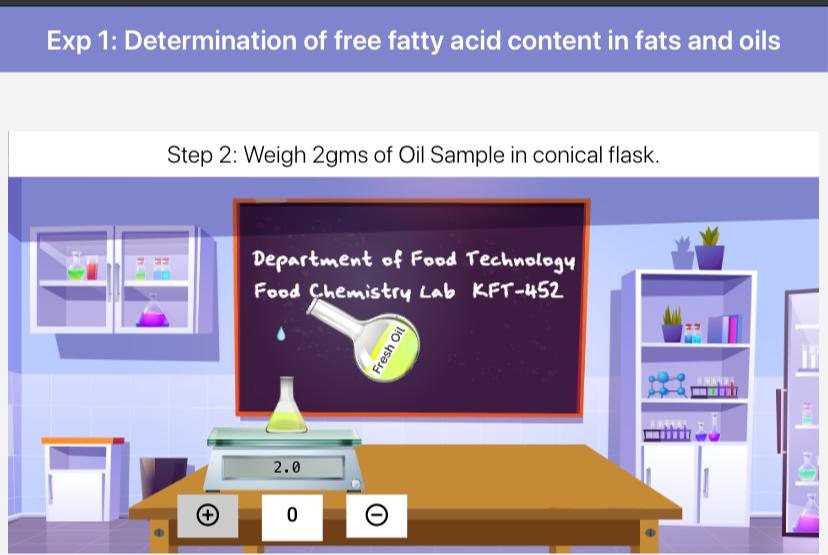 Exp 1: Determination of free fatty acid content in fats and oils
Step 2: Weigh 2gms of Oil Sample in conical flask.
Department of Food Technology
Food Chemistry Lab KFT-452
Fresh Oil
2.0
+ 0 −